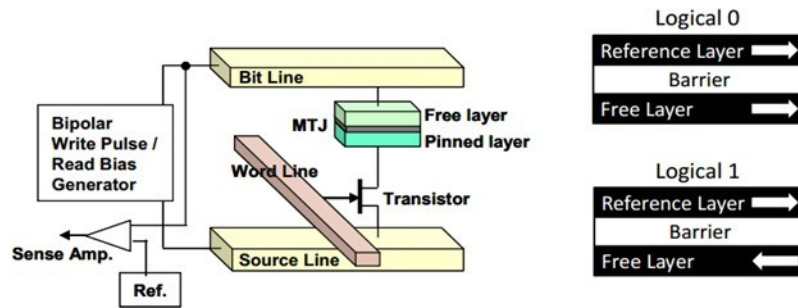 Bit Line
Free layer
MTJ
Pinned layer
Bipolar
Write Pulse /
Read Bias
Generator
Word Line
Transistor
Sense Amp.
Source Line
Ref.
Logical 0
Reference Layer
Barrier
Free Layer
Logical 1
Reference Layer
Barrier
Free Layer